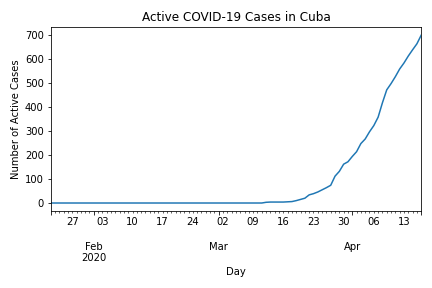 Active COVID-19 Cases in Cuba
Number of Active Cases
700
600
500
400
300
200
100
0
27 03 10 17 24 02 09 16 23 30 06 13
Feb Mar Apr
2020
Day